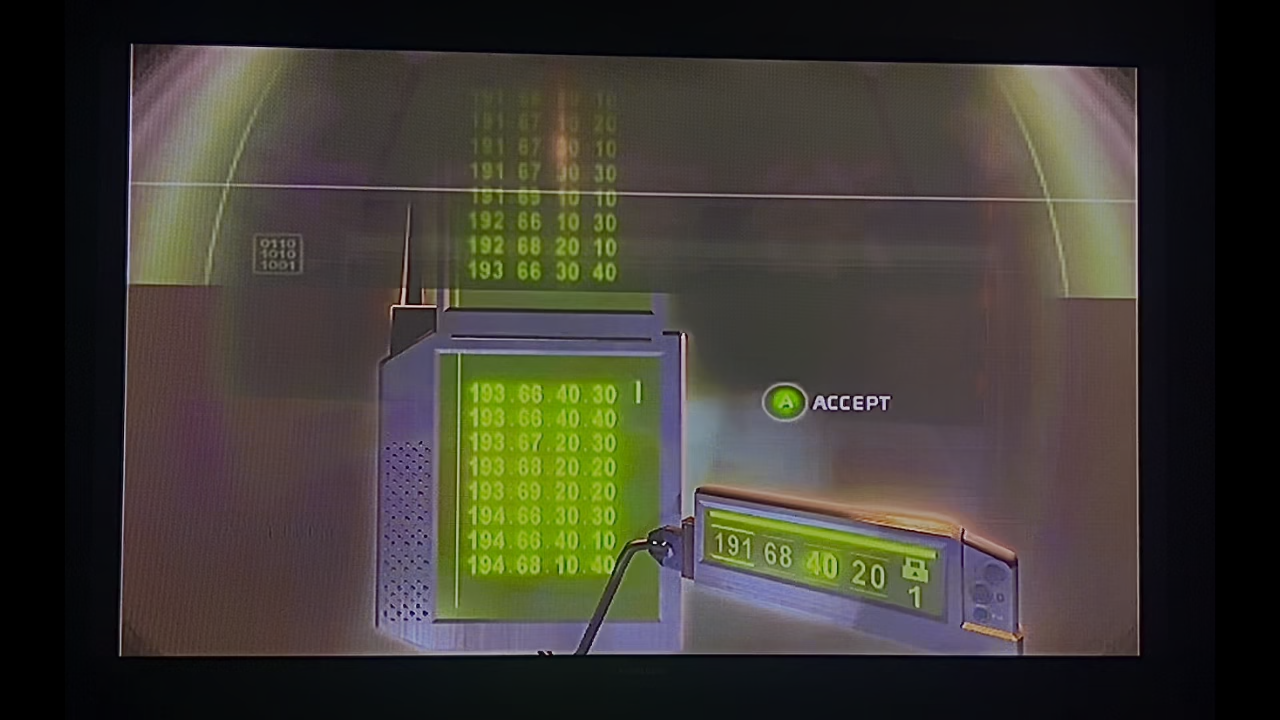 191 67 20
191 67 10
191 67 30 30
191 69 10 10
192 66 10 30
192 68 20 10
193 66 30 40
0110
1010
1001
193.66.40.30
193.66.40.40
193.67.20.30
193.68.20.20
193.69.20.20
194.66.30.30
194.66.40.10
194.68.10.40
A ACCEPT
191 68 40 20
1